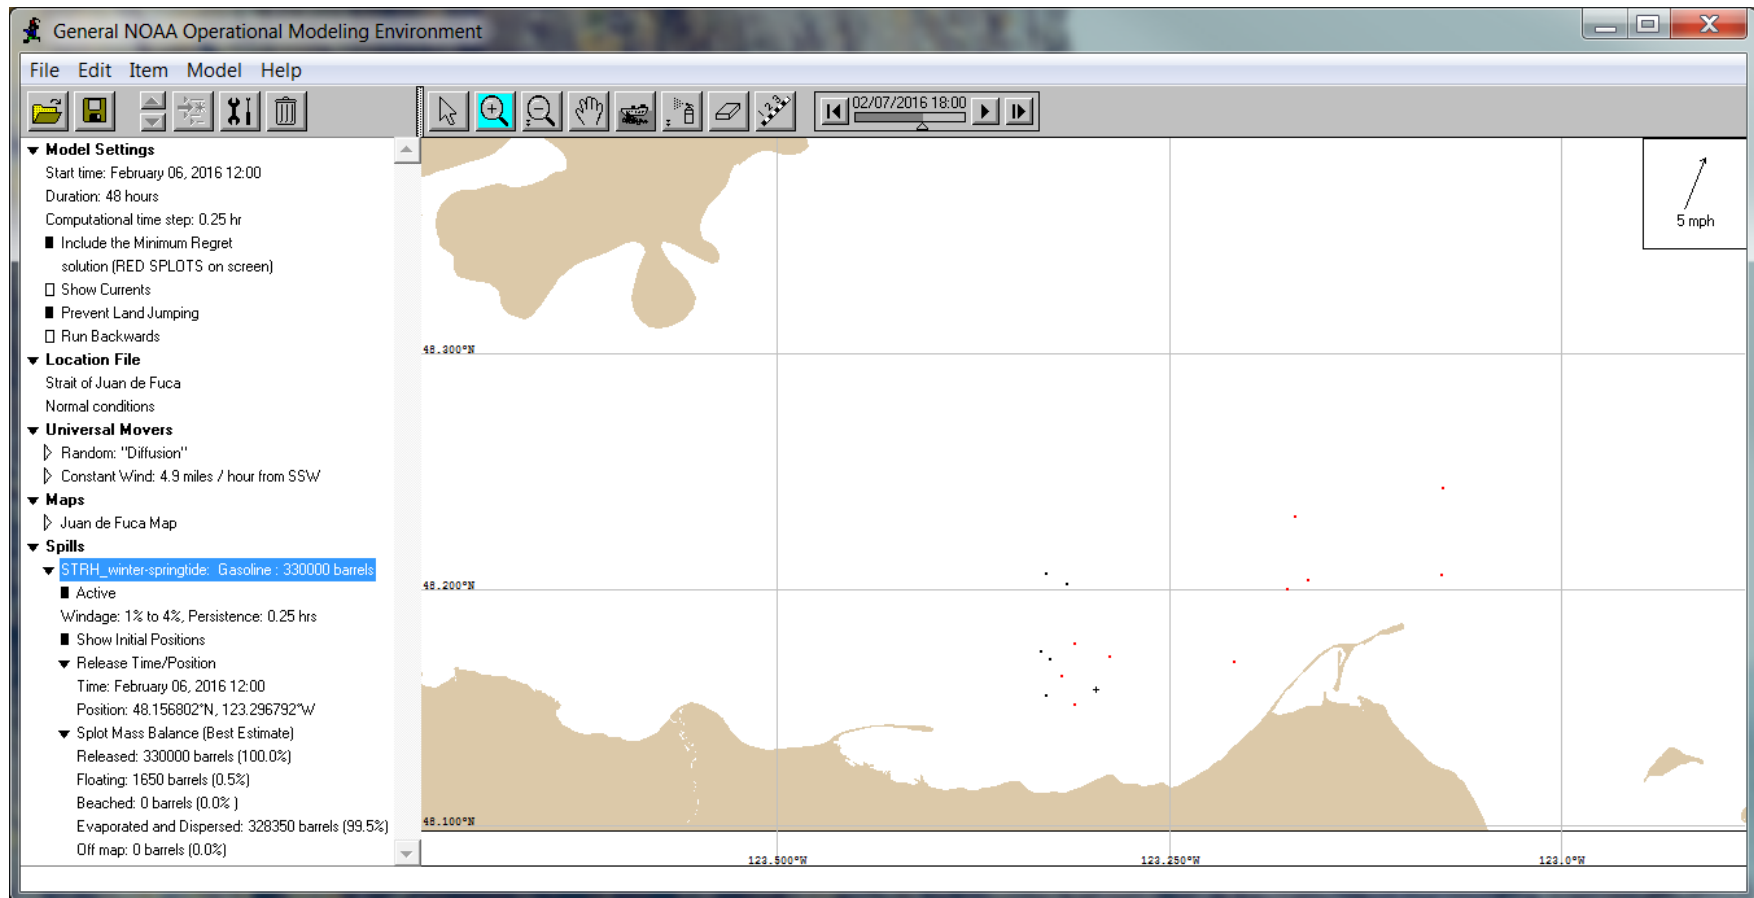 General NOAA Operational Modeling Environment
File Edit Item Model Help
02/07/2016 18:00
Model Settings
Start time: February 06, 2016 12:00
Duration: 48 hours
Computational time step: 0.25 hr
Include the Minimum Regret
solution (RED SPLOTS on screen)
Show Currents
Prevent Land Jumping
Run Backwards
Location File
Strait of Juan de Fuca
Normal conditions
Universal Movers
Random: "Diffusion"
Constant Wind: 4.9 miles / hour from SSW
Maps
Juan de Fuca Map
Spills
STRH_winter-springtide: Gasoline : 330000 barrels
Active
Windage: 1% to 4%, Persistence: 0.25 hrs
Show Initial Positions
Release Time/Position
Time: February 06, 2016 12:00
Position: 48.156802°N, 123.296792°W
Splot Mass Balance (Best Estimate)
Released: 330000 barrels (100.0%)
Floating: 1650 barrels (0.5%)
Beached: 0 barrels (0.0% )
Evaporated and Dispersed: 328350 barrels (99.5%)
Off map: 0 barrels (0.0%)
5 mph
48.300°N
48.200°N
48.100°N
123.500°W 123.250°W 123.0°W